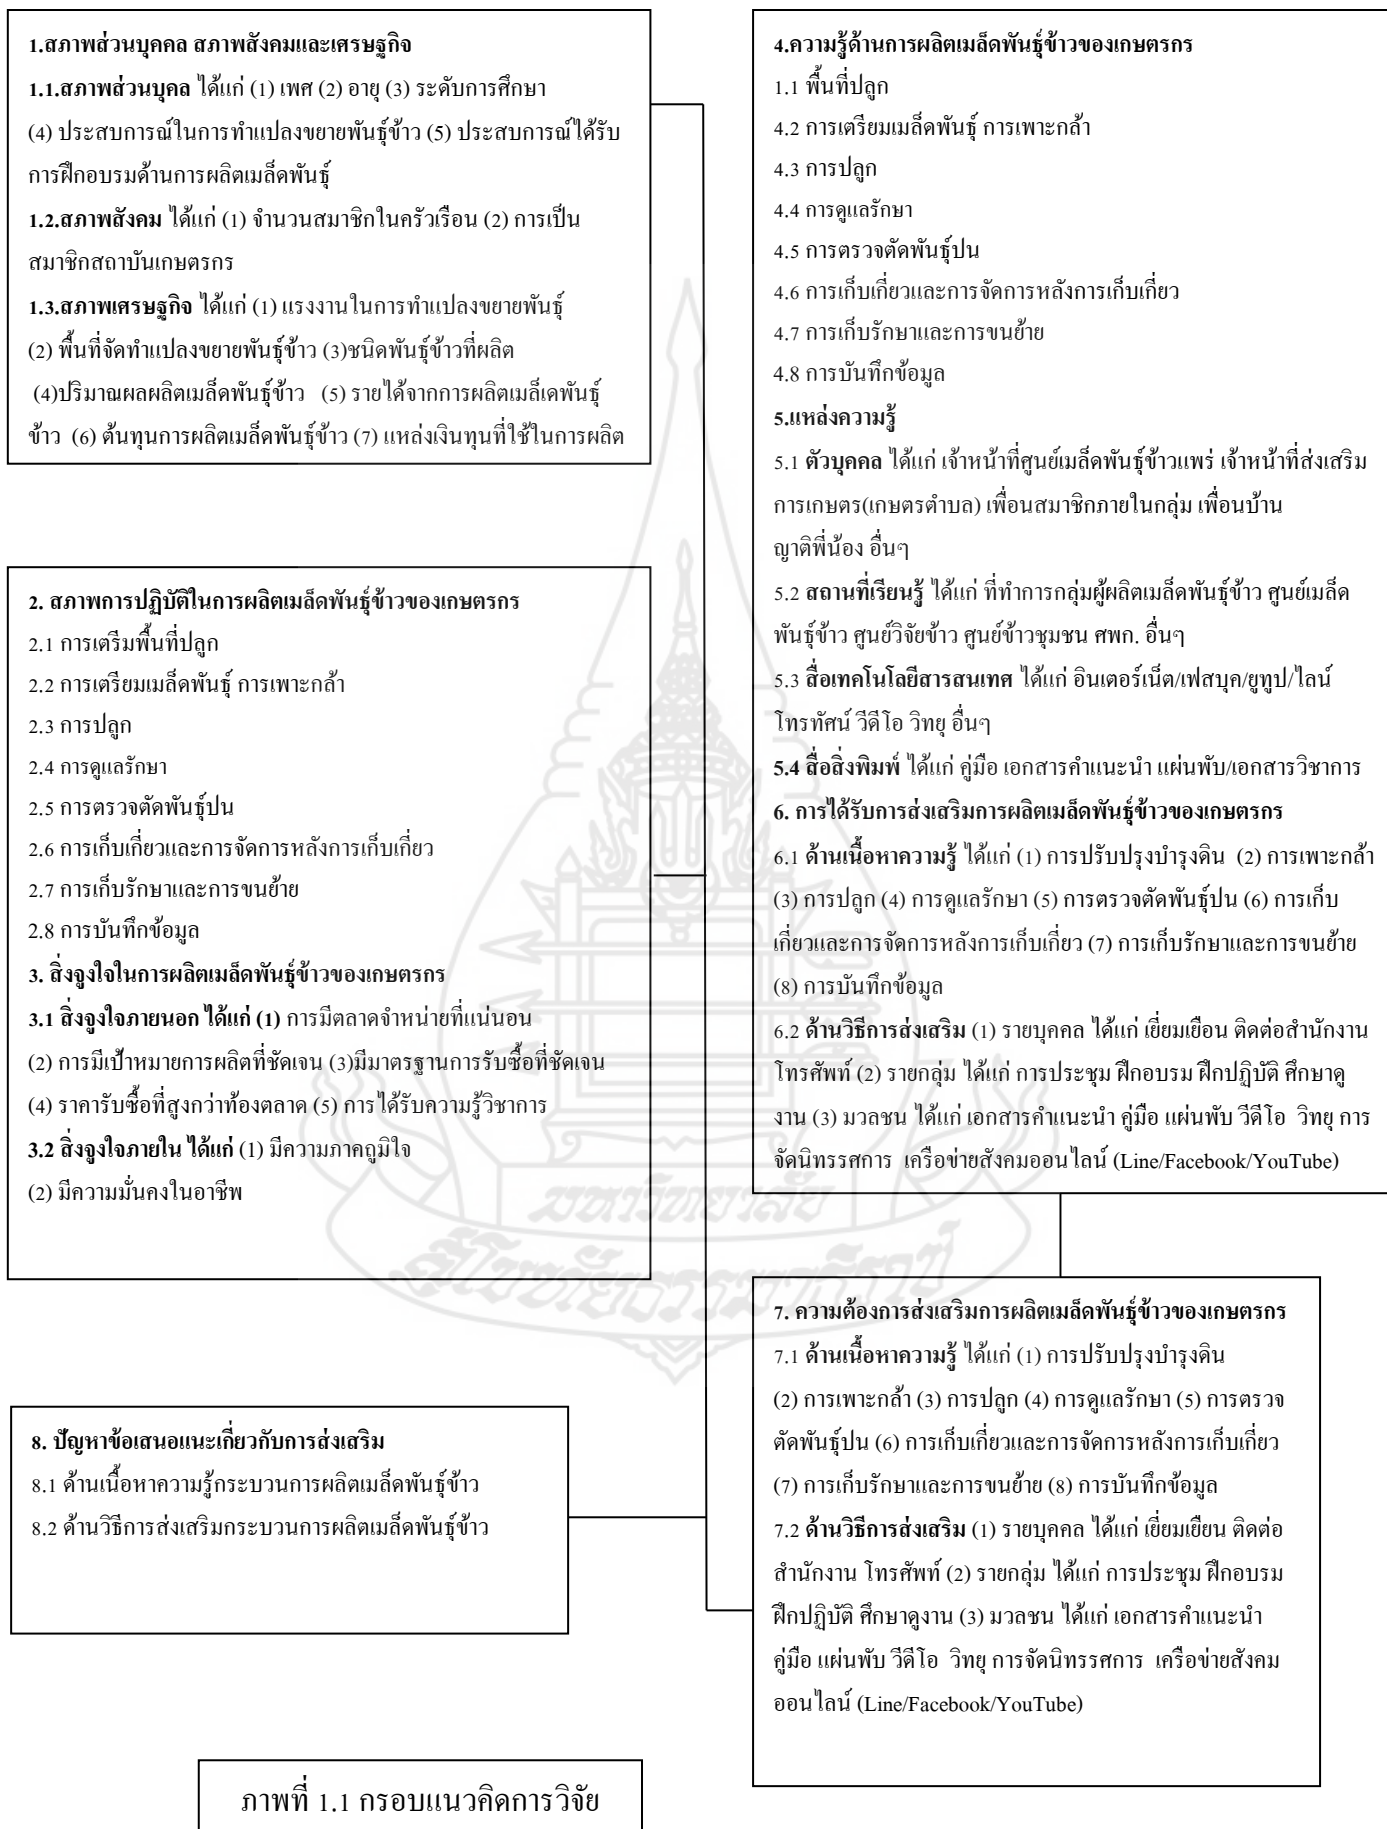 1.สภาพส่วนบุคคล สภาพสังคมและเศรษฐกิจ
1.1.สภาพส่วนบุคล ได้แก่ (1) เพศ (2) อายุ (3) ระดับการศึกษา
(4) ประสบการณ์ในการทำแปลงขยายพันธุ์ข้าว (5) ประสบการณ์ได้รับ
การฝึกอบรมด้านการผลิตเมล็ดพันธุ์
1.2.สภาพสังคม ได้แก่ (1) จำนวนสมาชิกในครัวเรือน (2) การเป็น
สมาชิกสถาบันเกษตรกร
1.3.สภาพเศรษฐกิจ ได้แก่ (1) แรงงานในการทำแปลงขยายพันธุ์
(2) พื้นที่จัดทำแปลงขยายพันธุ์ข้าว (3)ชนิดพันธุ์ข้าวที่ผลิต
(4)ปริมาณผลผลิตเมล็ดพันธุ์ข้าว (5) รายได้จากการผลิตเมล็เดพันธุ์
ข้าว (6) ต้นทุนการผลิตเมล็ดพันธุ์ข้าว (7) แหล่งเงินทุนที่ใช้ในการผลิต
2. สภาพการปฏิบัติในการผลิตเมล็ดพันธุ์ข้าวของเกษตรกร
2.1 การเตรีมพื้นที่ปลูก
2.2 การเตรียมเมล็ดพันธุ์ การเพาะกล้า
2.3 การปลูก
2.4 การดูแลรักษา
2.5 การตรวจตัดพันธุ์ปน
2.6 การเก็บเกี่ยวและการจัดการหลังการเก็บเกี่ยว
2.7 การเก็บรักษาและการขนย้าย
2.8 การบันทึกข้อมูล
3. สิ่งจูงใจในการผลิตเมล็ดพันธุ์ข้าวของเกษตรกร
3.1 สิ่งจูงใจภายนอก ได้แก่ (1) การมีตลาดจำหน่ายที่แน่นอน
(2) การมีเป้าหมายการผลิตที่ชัดเจน (3)มีมาตรฐานการรับซื้อที่ชัดเจน
(4) ราคารับซื้อที่สูงกว่าท้องตลาด (5) การได้รับความรู้วิชาการ
3.2 สิ่งจูงใจภายใน ได้แก่ (1) มีความภาคภูมิใจ
(2) มีความมั่นคงในอาชีพ
8. ปัญหาข้อเสนอแนะเกี่ยวกับการส่งเสริม
8.1 ด้านเนื้อหาความรู้กระบวนการผลิตเมล็ดพันธุ์ข้าว
8.2 ด้านวิธีการส่งเสริมกระบวนการผลิตเมล็ดพันธุ์ข้าว
4.ความรู้ด้านการผลิตเมล็ดพันธุ์ข้าวของเกษตรกร
1.1 พื้นที่ปลูก
4.2 การเตรียมเมล็ดพันธุ์ การเพาะกล้า
4.3 การปลูก
4.4 การดูแลรักษา
4.5 การตรวจตัดพันธุ์ปน
4.6 การเก็บเกี่ยวและการจัดการหลังการเก็บเกี่ยว
4.7 การเก็บรักษาและการขนย้าย
4.8 การบันทึกข้อมูล
5.แหล่งความรู้
5.1 ตัวบุคคล ได้แก่ เจ้าหน้าที่ศูนย์เมล็ดพันธุ์ข้าวแพร่ เจ้าหน้าที่ส่งเสริม
การเกษตร(เกษตรตำบล) เพื่อนสมาชิกภายในกลุ่ม เพื่อนบ้าน
ญาติพี่น้อง อื่นๆ
5.2 สถานที่เรียนรู้ ได้แก่ ที่ทำการกลุ่มผู้ผลิตเมล็ดพันธุ์ข้าว ศูนย์เมล็ด
พันธุ์ข้าว ศูนย์วิจัยข้าว ศูนย์ข้าวชุมชน ศพก. อื่นๆ
5.3 สื่อเทคโนโลยีสารสนเทศ ได้แก่ อินเตอร์เน็ต/เฟสบุค/ยูทูป/ไลน์
โทรทัศน์ วีดีโอ วิทยุ อื่นๆ
5.4 สื่อสิ่งพิมพ์ ได้แก่ คู่มือ เอกสารคำแนะนำ แผ่นพับ/เอกสารวิชาการ
6. การได้รับการส่งเสริมการผลิตเมล็ดพันธุ์ข้าวของเกษตรกร
6.1 ด้านเนื้อหาความรู้ ได้แก่ (1) การปรับปรุงบำรุงดิน (2) การเพาะกล้า
(3) การปลูก (4) การดูแลรักษา (5) การตรวจตัดพันธุ์ปน (6) การเก็บ
เกี่ยวและการจัดการหลังการเก็บเกี่ยว (7) การเก็บรักษาและการขนย้าย
(8) การบันทึกข้อมูล
6.2 ด้านวิธีการส่งเสริม (1) รายบุคคล ได้แก่ เยี่ยมเยือน ติดต่อสำนักงาน
โทรศัพท์ (2) รายกลุ่ม ได้แก่ การประชุม ฝึกอบรม ฝึกปฏิบัติ ศึกษาดู
งาน (3) มวลชน ได้แก่ เอกสารคำแนะนำ คู่มือ แผ่นพับ วีดีโอ วิทยุ การ
จัดนิทรรศการ เครือข่ายสังคมออนไลน์ (Line/Facebook/YouTube)
7. ความต้องการส่งเสริมการผลิตเมล็ดพันธุ์ข้าวของเกษตรกร
7.1 ด้านเนื้อหาความรู้ ได้แก่ (1) การปรับปรุงบำรุงดิน
(2) การเพาะกล้า (3) การปลูก (4) การดูแลรักษา (5) การตรวจ
ตัดพันธุ์ปน (6) การเก็บเกี่ยวและการจัดการหลังการเก็บเกี่ยว
(7) การเก็บรักษาและการขนย้าย (8) การบันทึกข้อมูล
7.2 ด้านวิธีการส่งเสริม (1) รายบุคคล ได้แก่ เยี่ยมเยียน ติดต่อ
สำนักงาน โทรศัพท์ (2) รายกลุ่ม ได้แก่ การประชุม ฝึกอบรม
ฝึกปฏิบัติ ศึกษาดูงาน (3) มวลชน ได้แก่ เอกสารคำแนะนำ
คู่มือ แผ่นพับ วีดีโอ วิทยุ การจัดนิทรรศการ เครือข่ายสังคม
ออนไลน์ (Line/Facebook/YouTube)
มหาวิทยาลัย
สุโขทัยธรรมาธิราช
ภาพที่ 1.1 กรอบแนวคิดการวิจัย